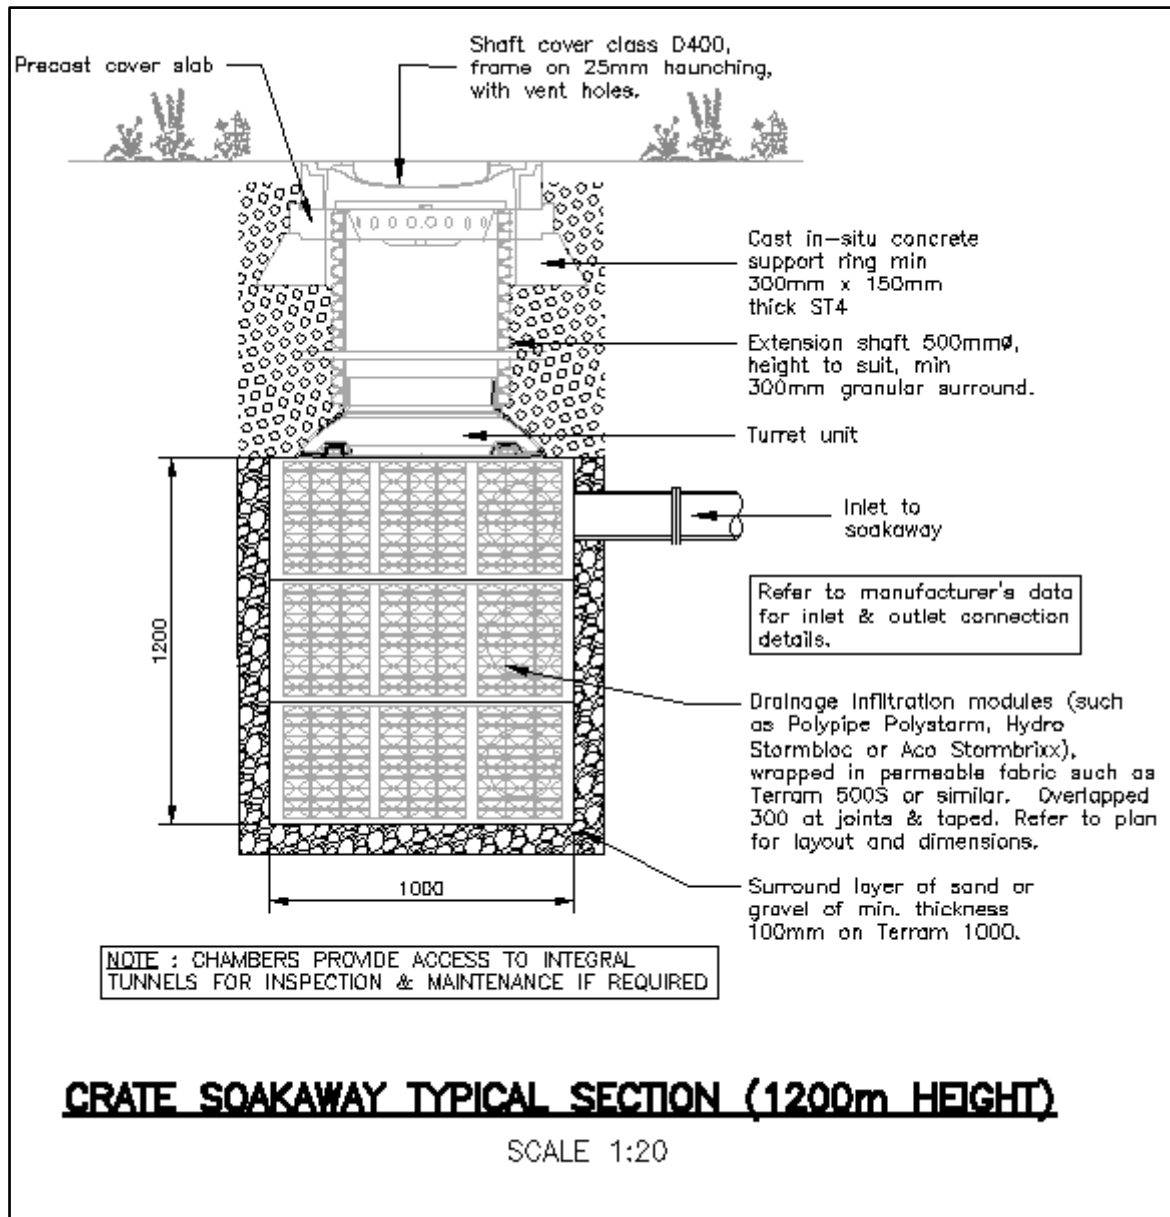 Precast cover slab
Shaft cover class D400,
frame on 25mm haunching,
with vent holes.
Cast in-situ concrete
support ring min
300mm x 150mm
thick ST4
Extension shaft 500mmø,
height to suit, min
300mm granular surround.
Turret unit
Inlet to
soakaway
Refer to manufacturer's data
for inlet & outlet connection
details.
1200
Drainage infiltration modules (such
as Polypipe Polystorm, Hydro
Stormbloc or Aco Stormbrixx),
wrapped in permeable fabric such as
Terram 500S or similar. Overlapped
300 at joints & taped. Refer to plan
for layout and dimensions.
1000
Surround layer of sand or
gravel of min. thickness
100mm on Terram 1000.
NOTE : CHAMBERS PROVIDE ACCESS TO INTEGRAL
TUNNELS FOR INSPECTION & MAINTENANCE IF REQUIRED
CRATE SOAKAWAY TYPICAL SECTION (1200m HEIGHT)
SCALE 1:20